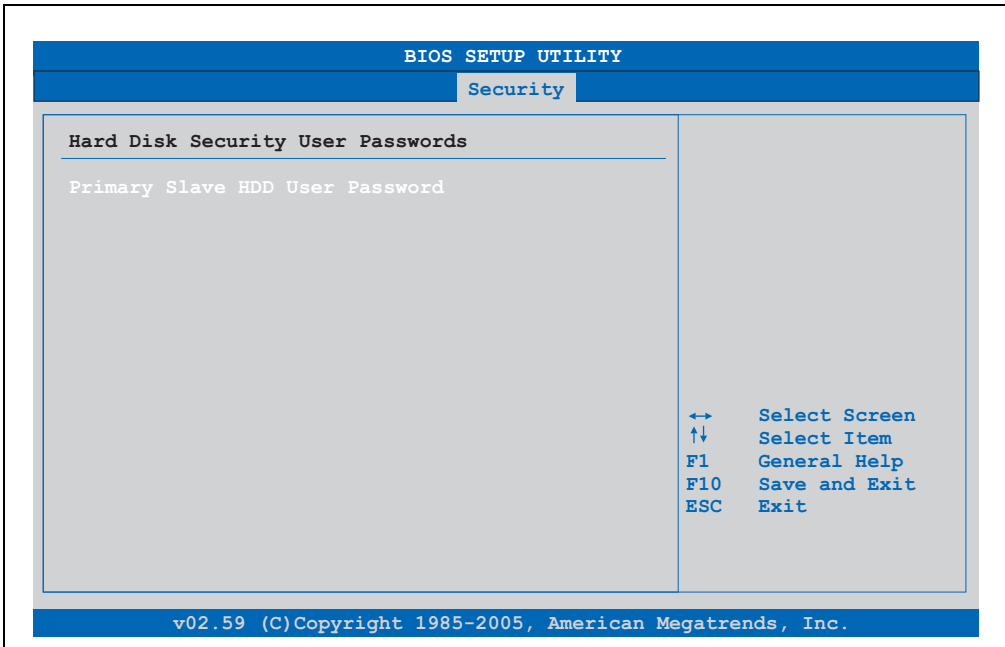 BIOS SETUP UTILITY
Security
Hard Disk Security User Passwords
Primary Slave HDD User Password
↔ Select Screen
↑↓ Select Item
F1 General Help
F10 Save and Exit
ESC Exit
v02.59 (C)Copyright 1985-2005, American Megatrends, Inc.